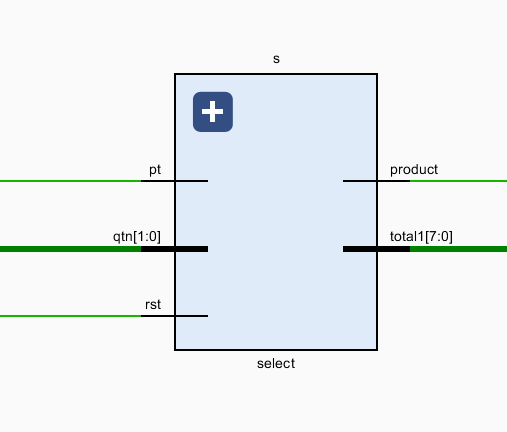 s
pt
product
qtn[1:0]
total1[7:0]
rst
select